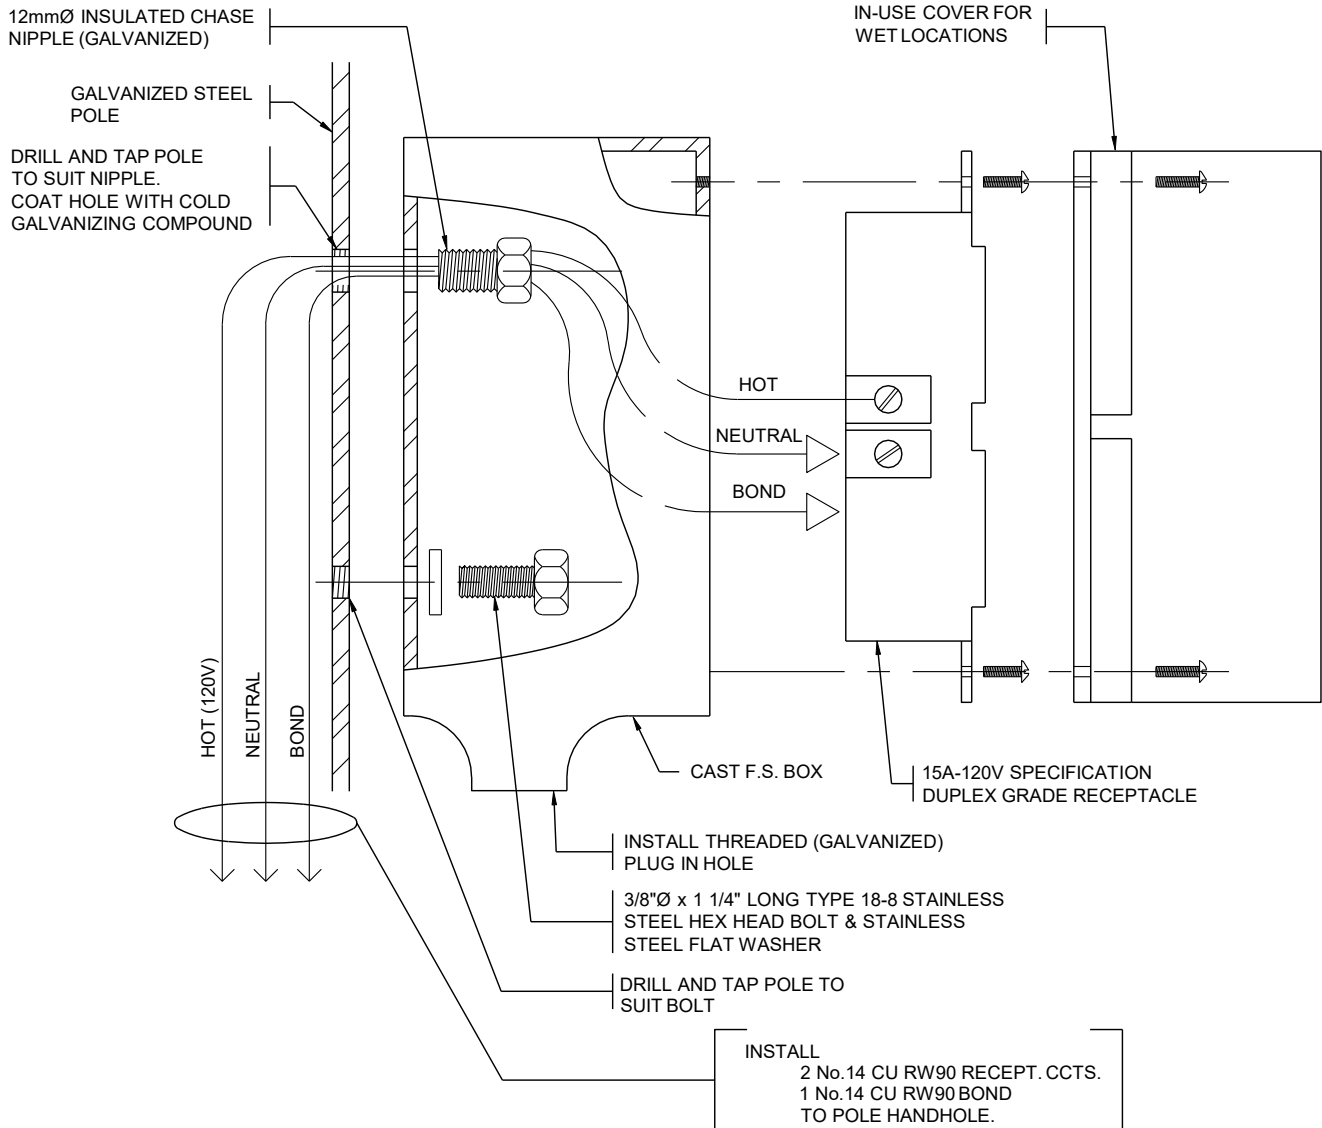 12mmØ INSULATED CHASE
NIPPLE (GALVANIZED)
IN-USE COVER FOR
WET LOCATIONS
GALVANIZED STEEL
POLE
DRILL AND TAP POLE
TO SUIT NIPPLE.
COAT HOLE WITH COLD
GALVANIZING COMPOUND
HOT
NEUTRAL
BOND
HOT (120V)
NEUTRAL
BOND
CAST F.S. BOX
15A-120V SPECIFICATION
DUPLEX GRADE RECEPTACLE
INSTALL THREADED (GALVANIZED)
PLUG IN HOLE
3/8"Ø x 1 1/4" LONG TYPE 18-8 STAINLESS
STEEL HEX HEAD BOLT & STAINLESS
STEEL FLAT WASHER
DRILL AND TAP POLE TO
SUIT BOLT
INSTALL
2 No.14 CU RW90 RECEPT. CCTS.
1 No.14 CU RW90 BOND
TO POLE HANDHOLE.